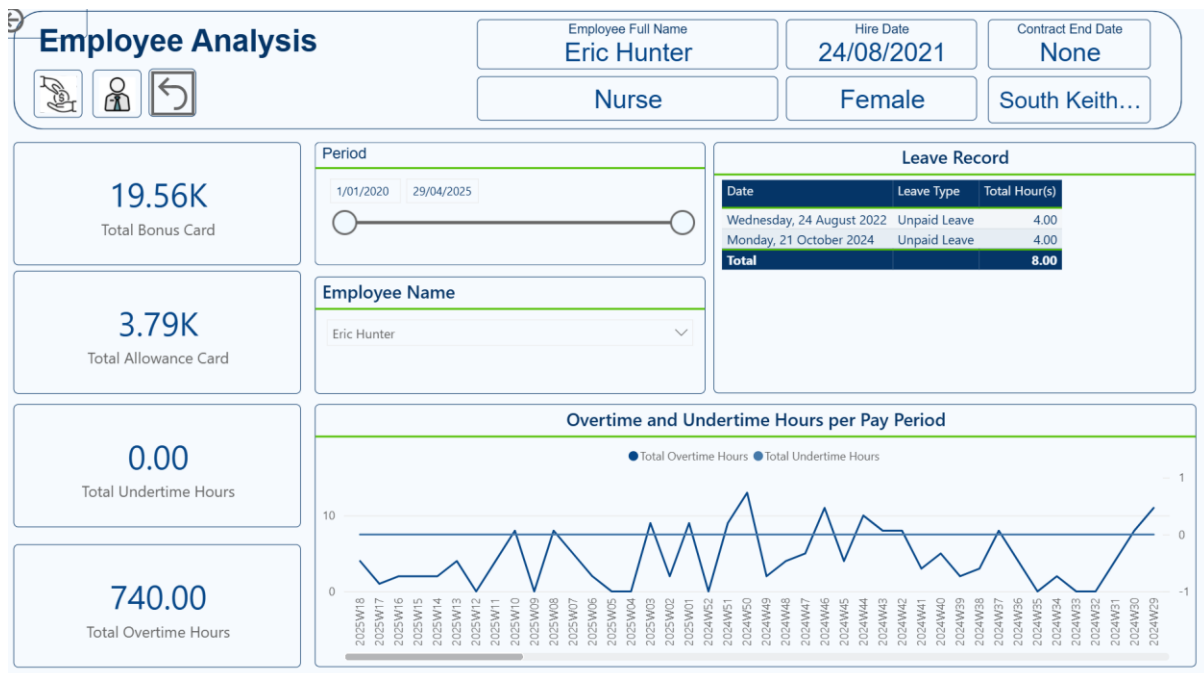 Employee Analysis
Employee Full Name
Eric Hunter
Hire Date
24/08/2021
Contract End Date
None
Nurse
Female
South Keith...
19.56K
Total Bonus Card
3.79K
Total Allowance Card
0.00
Total Undertime Hours
740.00
Total Overtime Hours
Period
1/01/2020 29/04/2025
Employee Name
Eric Hunter
Leave Record
Date Leave Type Total Hour(s)
Wednesday, 24 August 2022 Unpaid Leave 4.00
Monday, 21 October 2024 Unpaid Leave 4.00
Total 8.00
Overtime and Undertime Hours per Pay Period
Total Overtime Hours Total Undertime Hours
10
0
1
0
-1
2025W18
2025W17
2025W16
2025W15
2025W14
2025W13
2025W12
2025W11
2025W10
2025W09
2025W08
2025W07
2025W06
2025W05
2025W04
2025W03
2025W02
2025W01
2024W52
2024W51
2024W50
2024W49
2024W48
2024W47
2024W46
2024W45
2024W44
2024W43
2024W42
2024W41
2024W40
2024W39
2024W38
2024W37
2024W36
2024W35
2024W34
2024W33
2024W32
2024W31
2024W30
2024W29